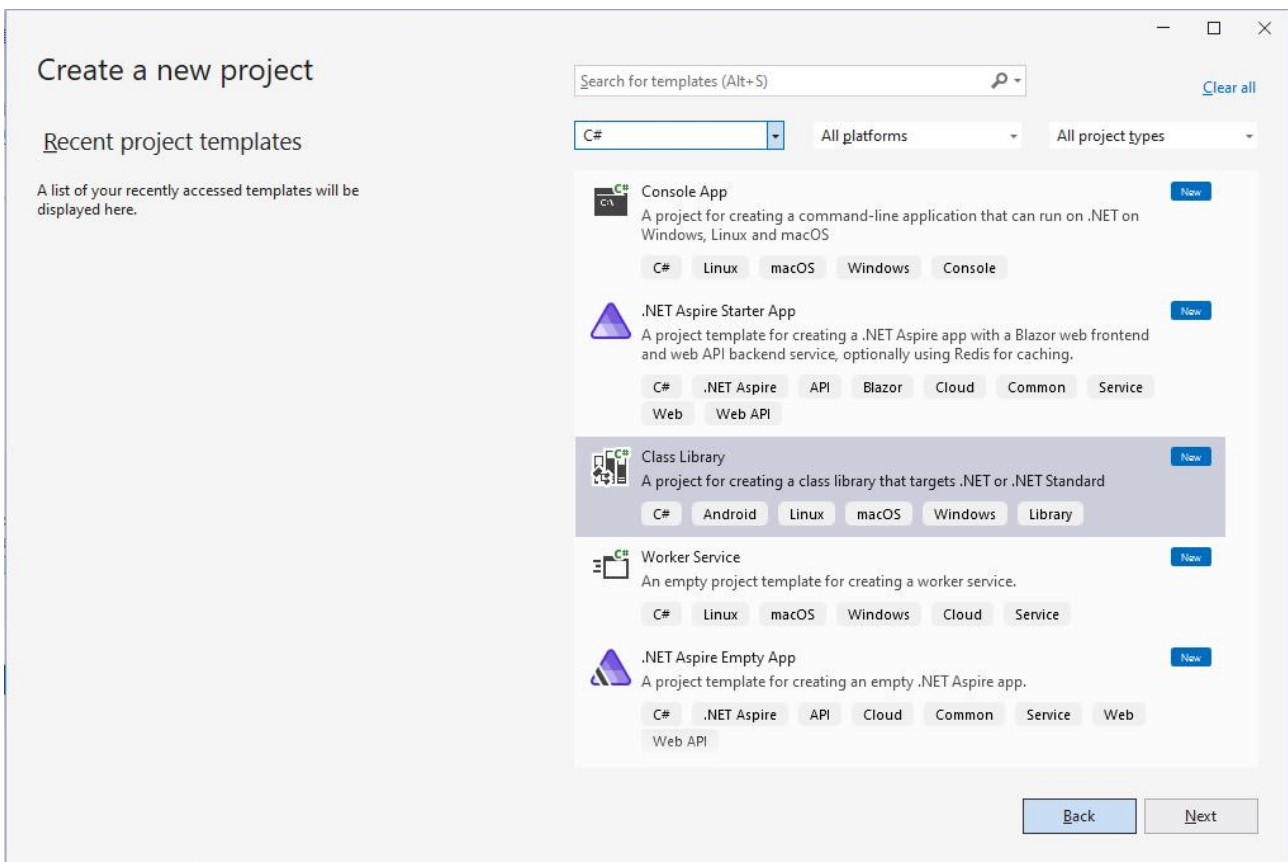 Create a new project
Search for templates (Alt+S)
Clear all
Recent project templates
C#
All platforms
All project types
A list of your recently accessed templates will be
displayed here.
C#
C:\
Console App
New
A project for creating a command-line application that can run on .NET on
Windows, Linux and macOS
C# Linux macOS Windows Console
.NET Aspire Starter App
New
A project template for creating a .NET Aspire app with a Blazor web frontend
and web API backend service, optionally using Redis for caching.
C# .NET Aspire API Blazor Cloud Common Service
Web Web API
C#
Class Library
New
A project for creating a class library that targets .NET or .NET Standard
C# Android Linux macOS Windows Library
C#
Worker Service
New
An empty project template for creating a worker service.
C# Linux macOS Windows Cloud Service
.NET Aspire Empty App
New
A project template for creating an empty .NET Aspire app.
C# .NET Aspire API Cloud Common Service Web
Web API
Back
Next